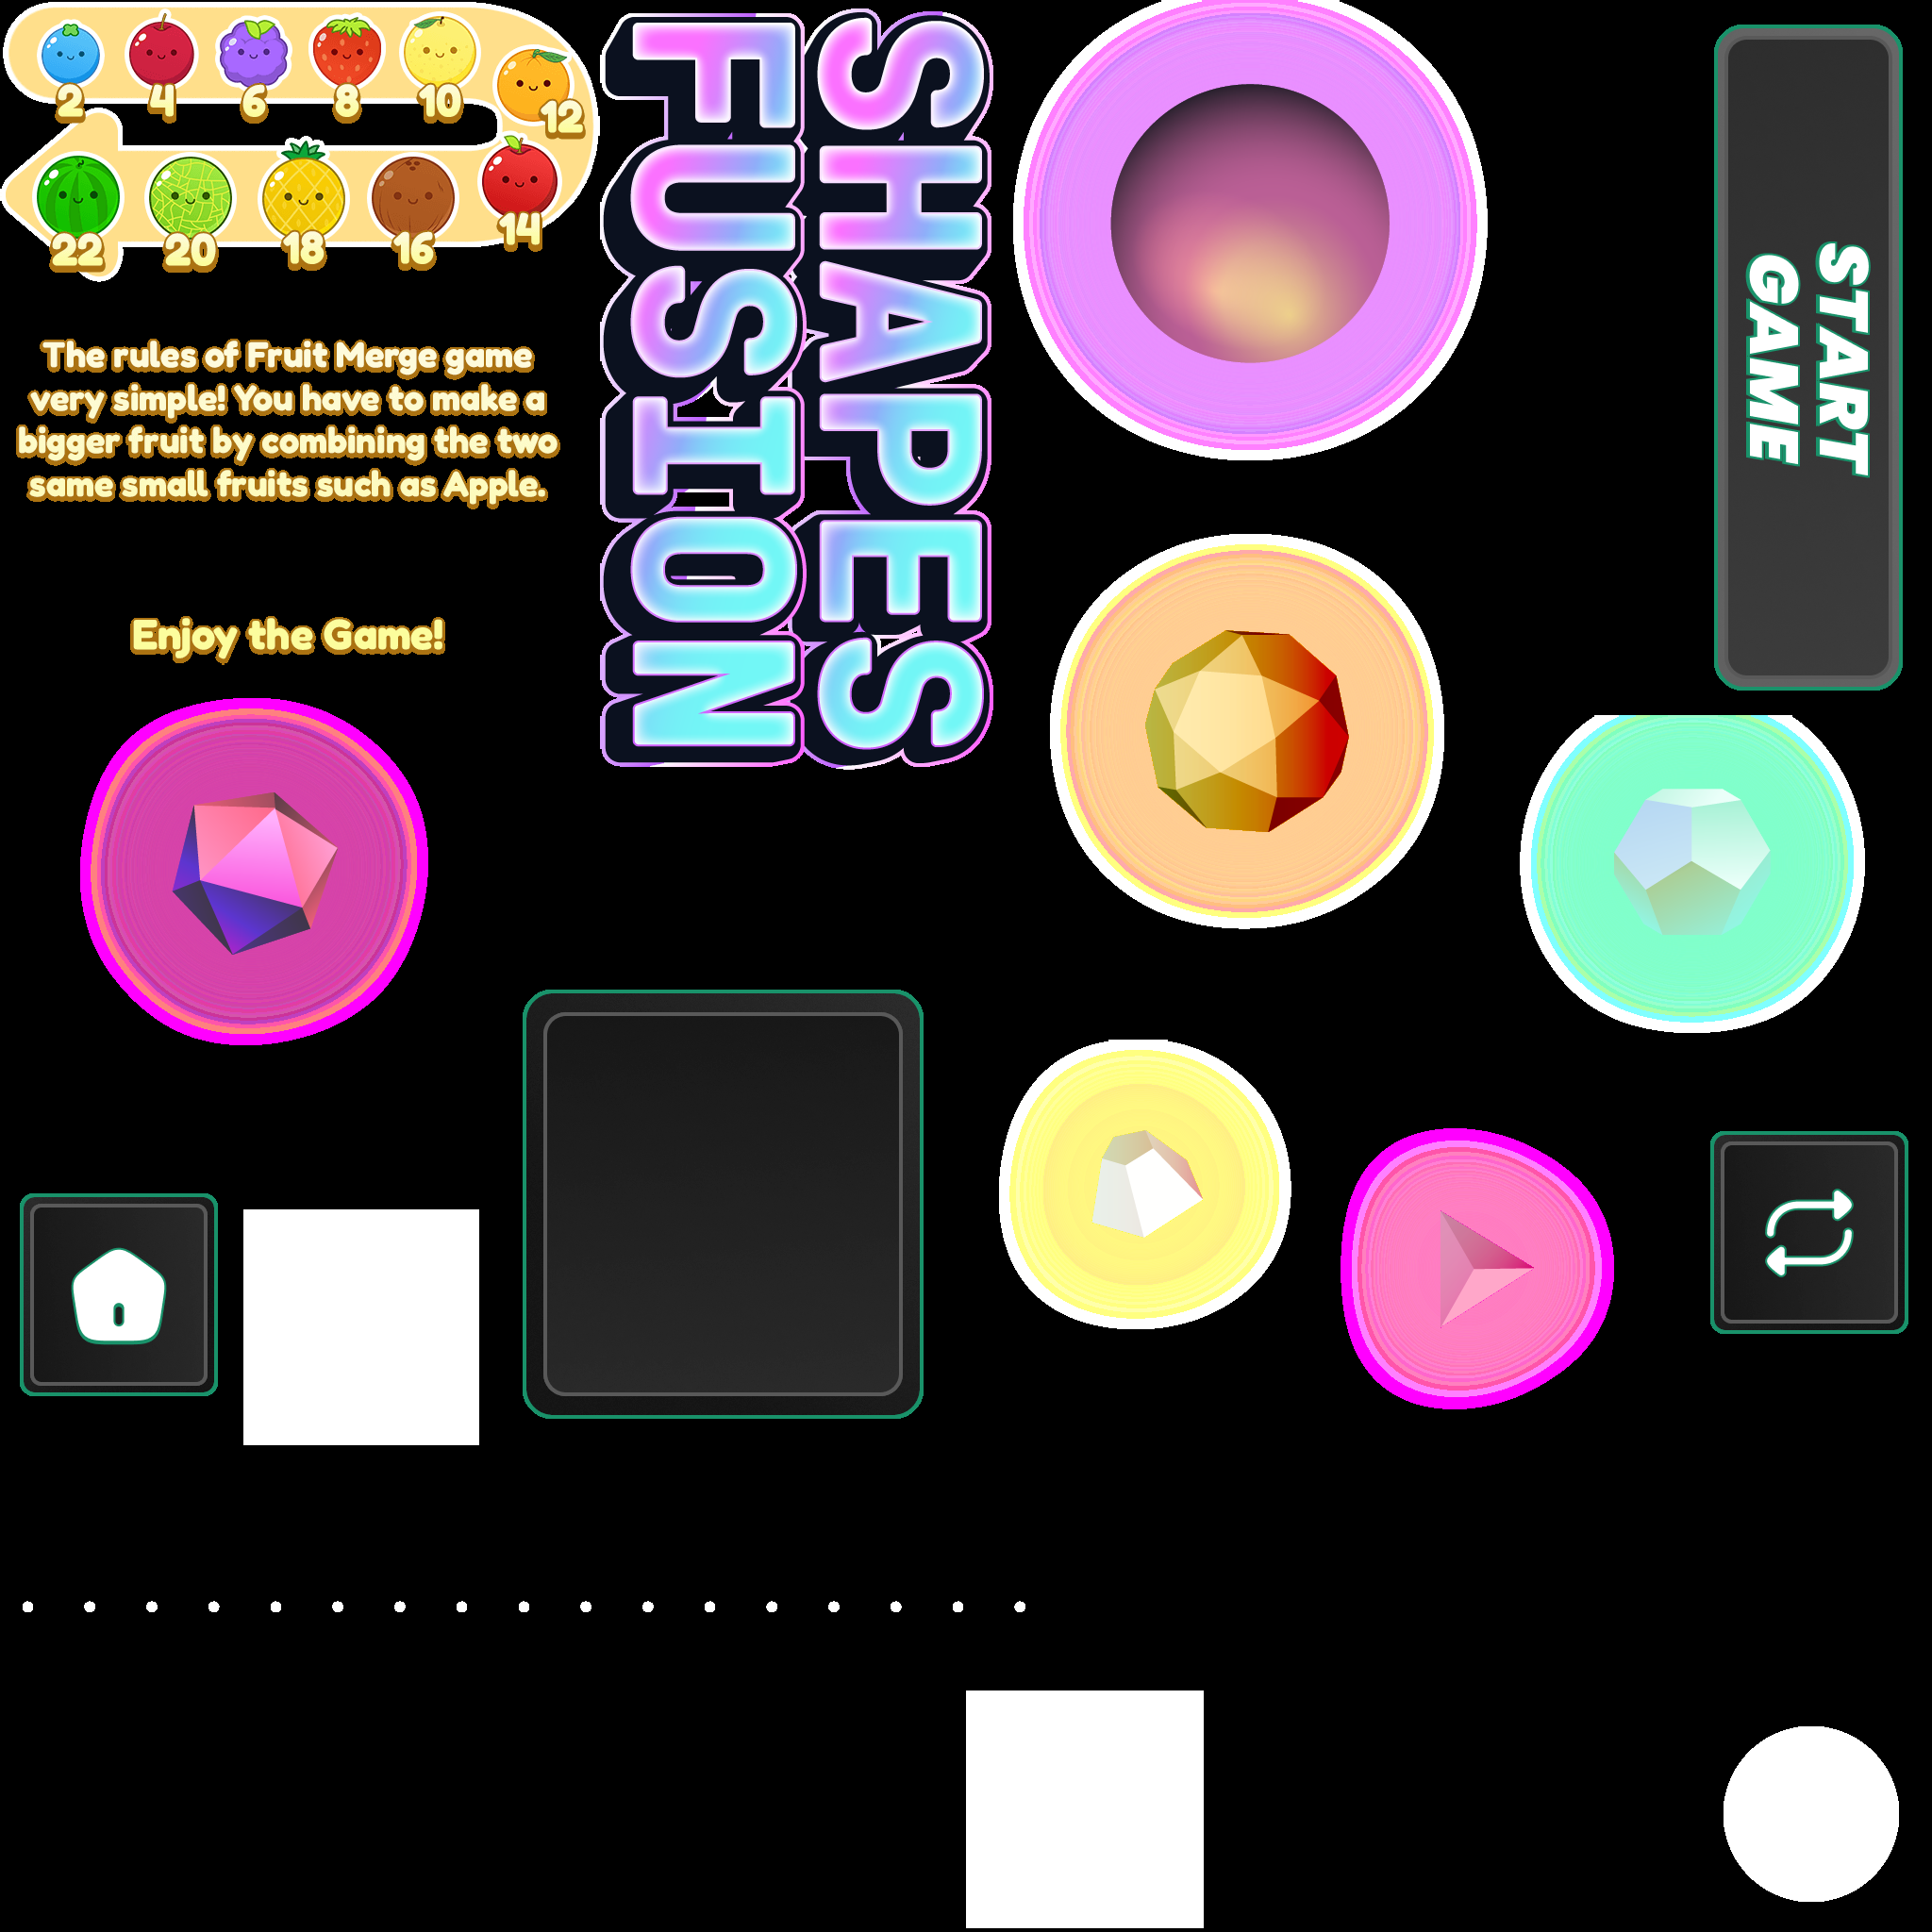 2 4 6 8 10 12
22 20 18 16 14
The rules of Fruit Merge game
very simple! You have to make a
bigger fruit by combining the two
same small fruits such as Apple.
Enjoy the Game!
SHAPES
FUSION
START
GAME